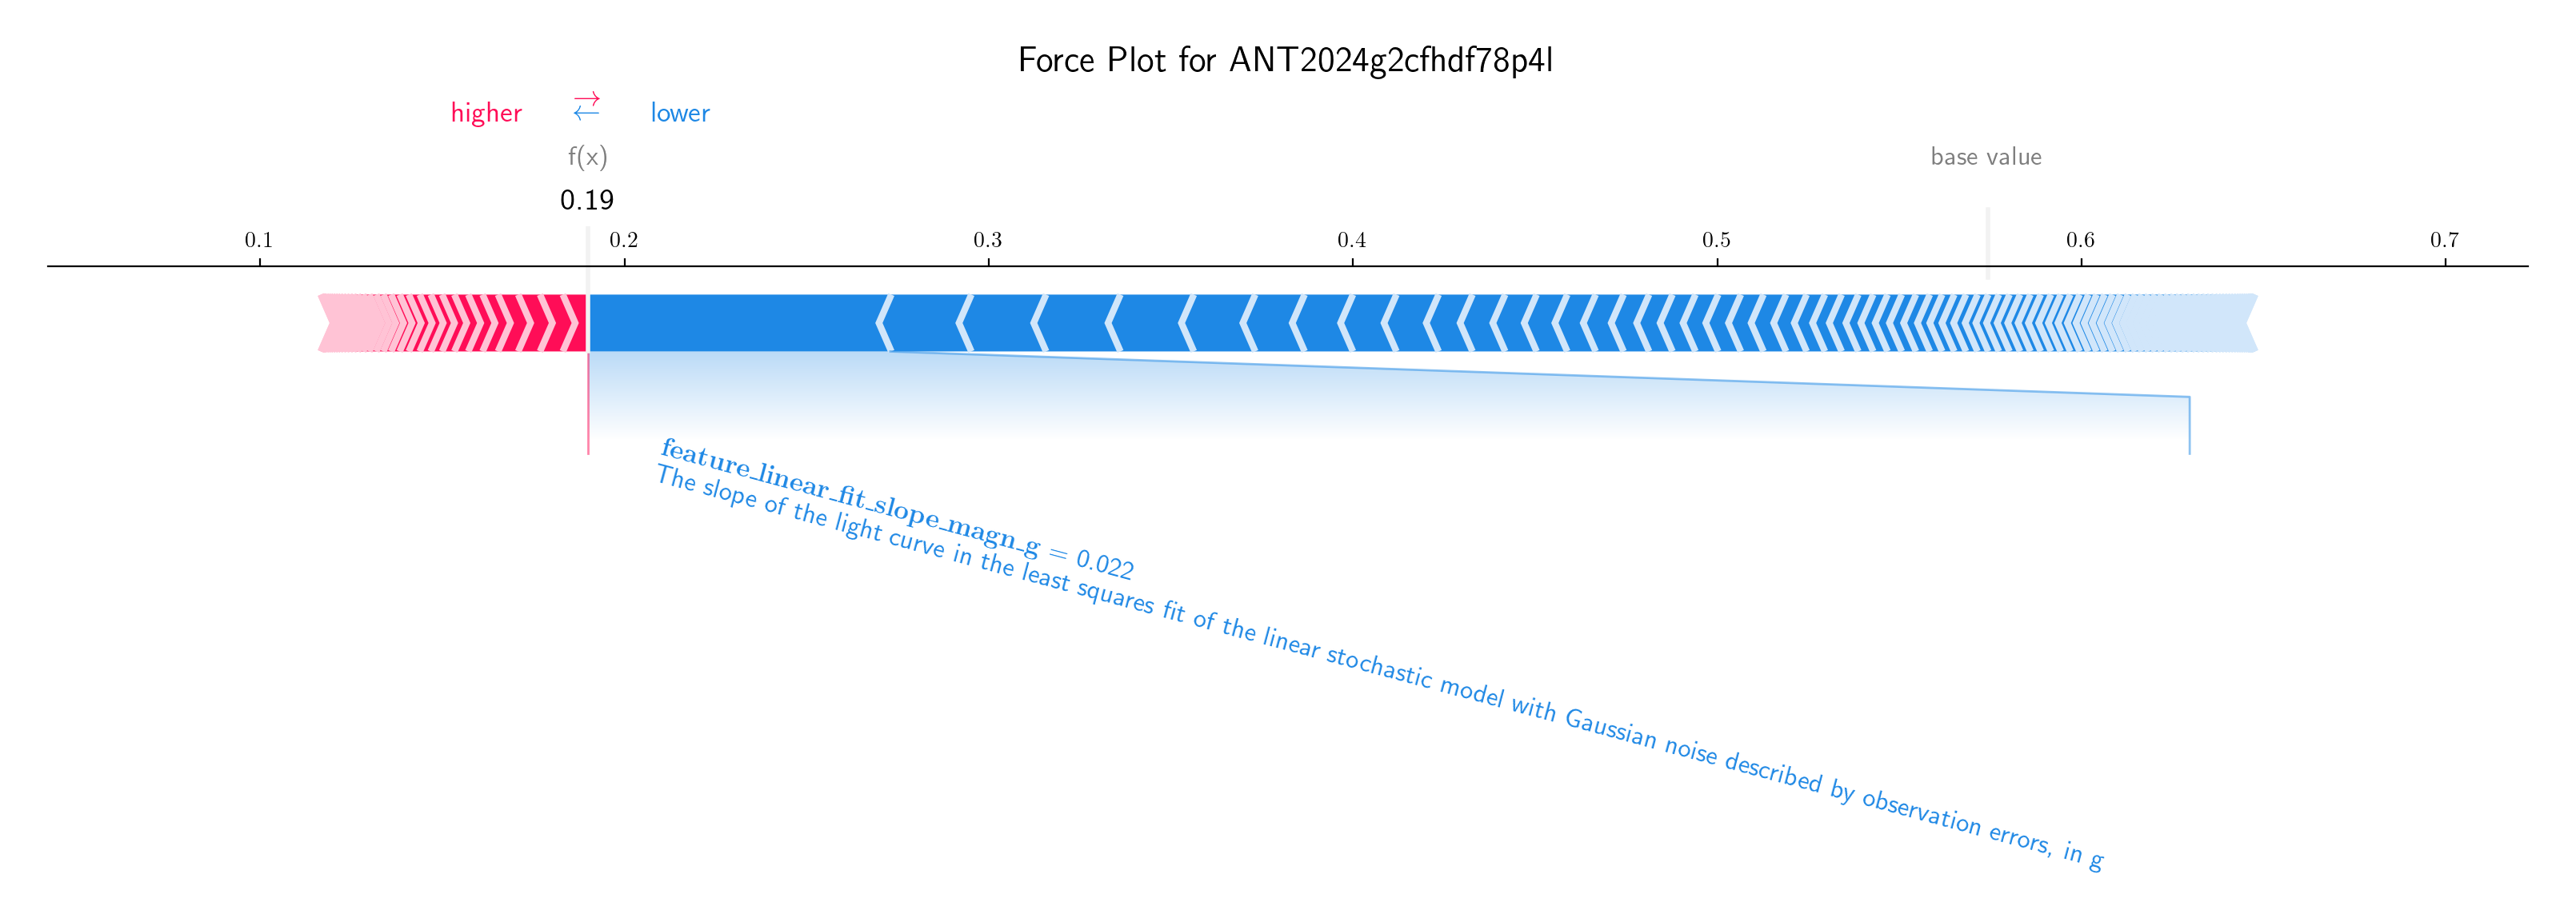 Force Plot for ANT2024g2cfhdf78p4l
higher → ← lower
f(x)
base value
0.19
0.1 0.2 0.3 0.4 0.5 0.6 0.7
feature_linear_fit_slope_magn_g = 0.022
The slope of the light curve in the least squares fit of the linear stochastic model with Gaussian noise described by observation errors, in g